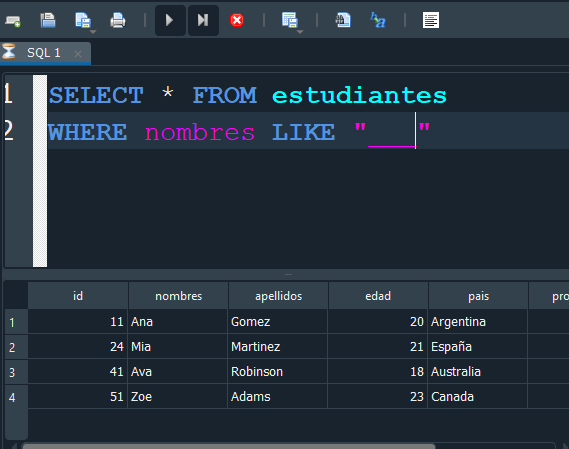 SQL 1
1 SELECT * FROM estudiantes
2 WHERE nombres LIKE "___"
id nombres apellidos edad pais pro
1 11 Ana Gomez 20 Argentina
2 24 Mia Martinez 21 España
3 41 Ava Robinson 18 Australia
4 51 Zoe Adams 23 Canada